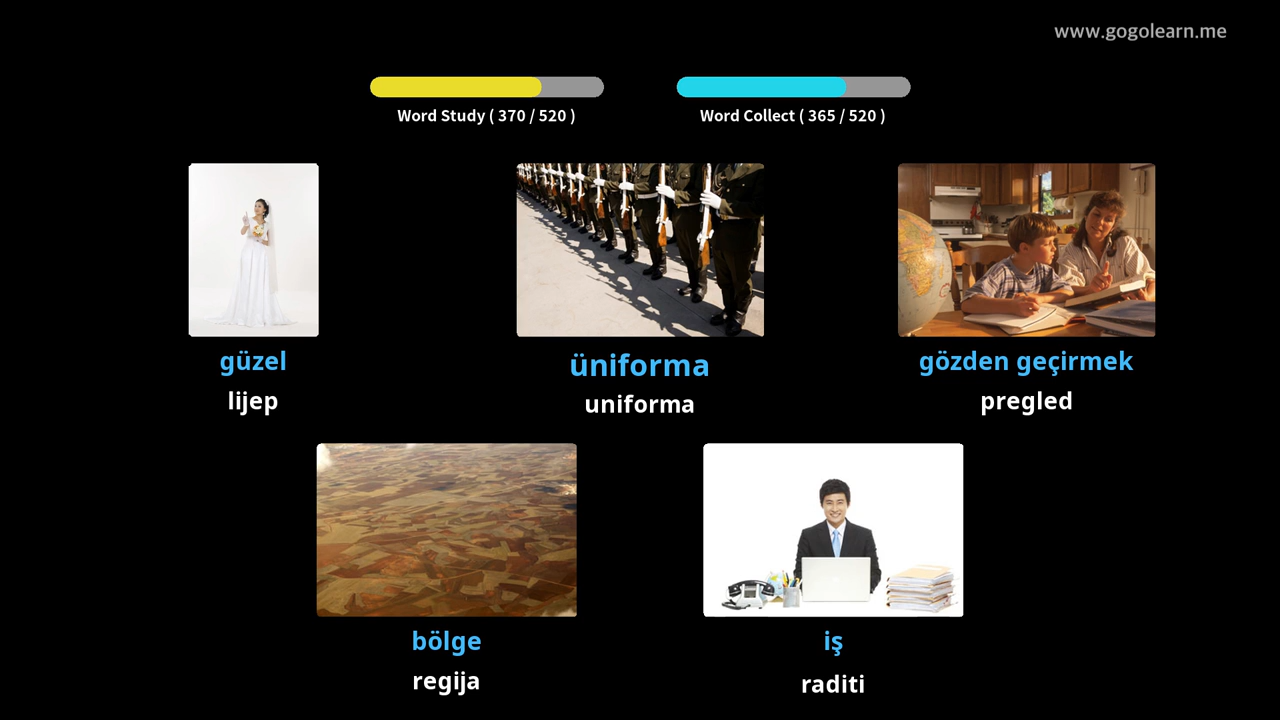 www.gogolearn.me
Word Study ( 370 / 520 )
Word Collect ( 365 / 520 )
güzel
lijep
üniforma
uniforma
gözden geçirmek
pregled
bölge
regija
iş
raditi